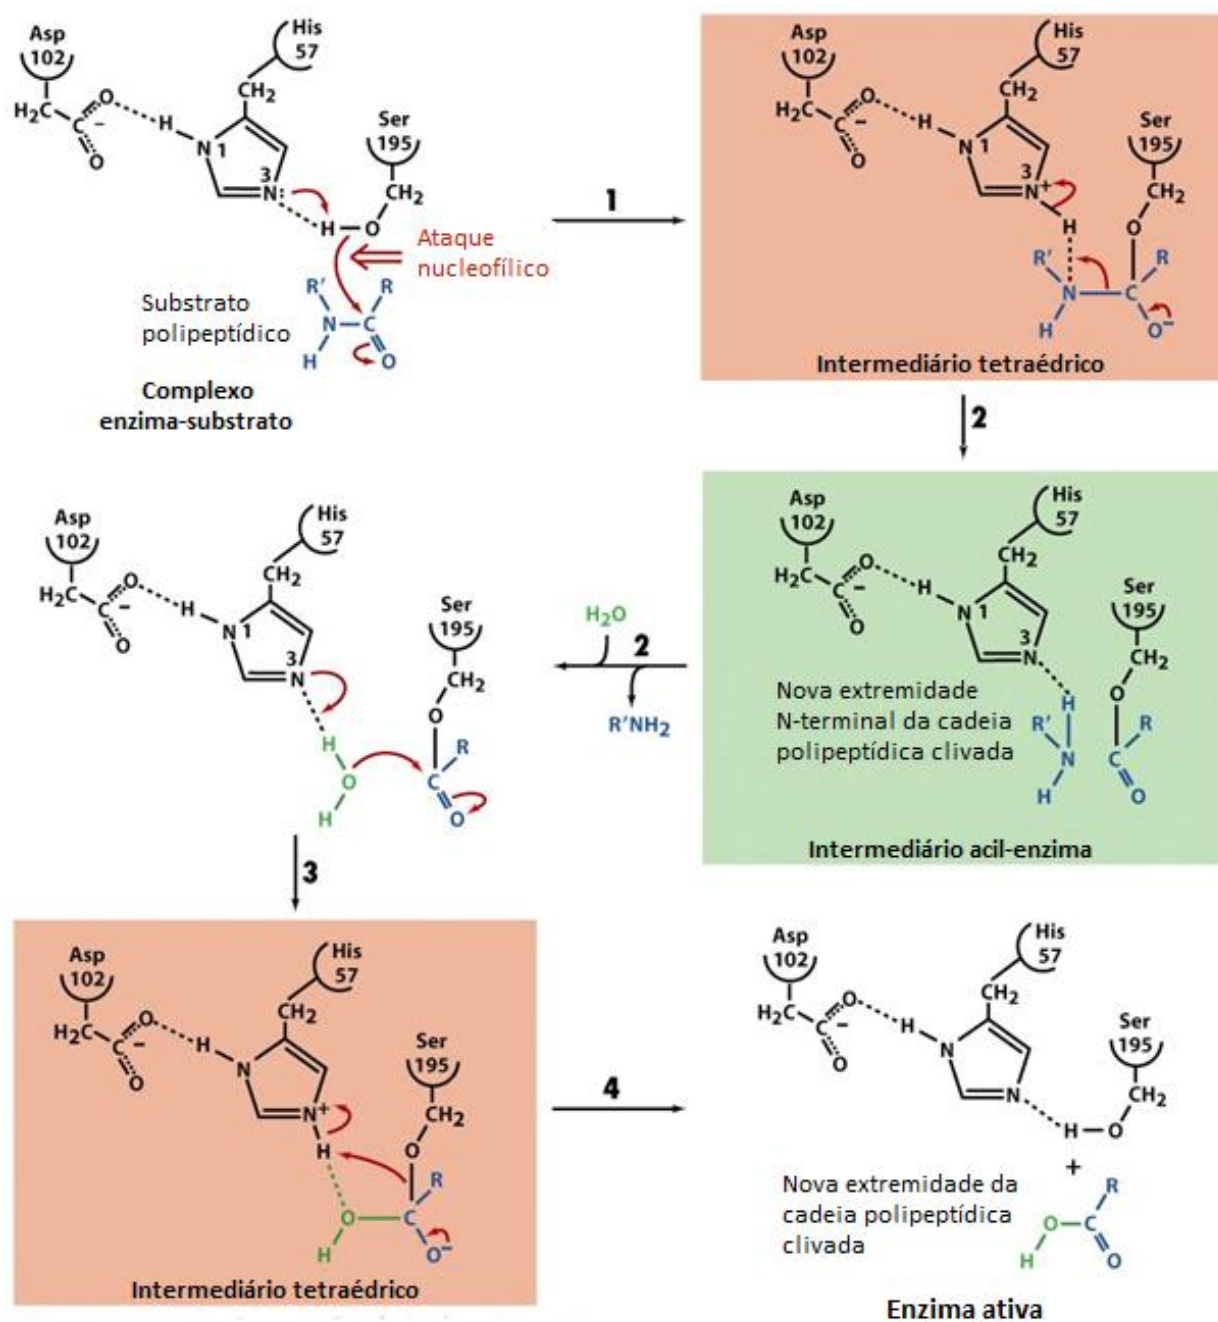 Asp
102
His
57
H₂C
C
O
–
O
H
N
1
CH₂
3
N:
Ser
195
CH₂
H
O
Ataque
nucleofílico
Substrato
polipeptídico
R'
R
N
C
H
O
Complexo
enzima-substrato
1
Asp
102
His
57
H₂C
C
O
–
O
H
N
1
CH₂
3
N+
H
Ser
195
CH₂
O
R'
R
N
C
H
O–
Intermediário tetraédrico
2
Asp
102
His
57
H₂C
C
O
–
O
H
N
1
CH₂
3
N
Ser
195
CH₂
O
Nova extremidade
N-terminal da cadeia
polipeptídica clivada
H
R'
R
N
C
H
O
Intermediário acil-enzima
H₂O
2
R'NH₂
Asp
102
His
57
H₂C
C
O
–
O
H
N
1
CH₂
3
N
Ser
195
CH₂
O
H
O
H
R
C
O
3
Asp
102
His
57
H₂C
C
O
–
O
H
N
CH₂
N+
H
Ser
195
CH₂
O
R
O
C
H
O–
Intermediário tetraédrico
4
Asp
102
His
57
H₂C
C
O
–
O
H
N
CH₂
N
Ser
195
CH₂
H
O
+
Nova extremidade da
cadeia polipeptídica
clivada
R
O
C
H
O
Enzima ativa